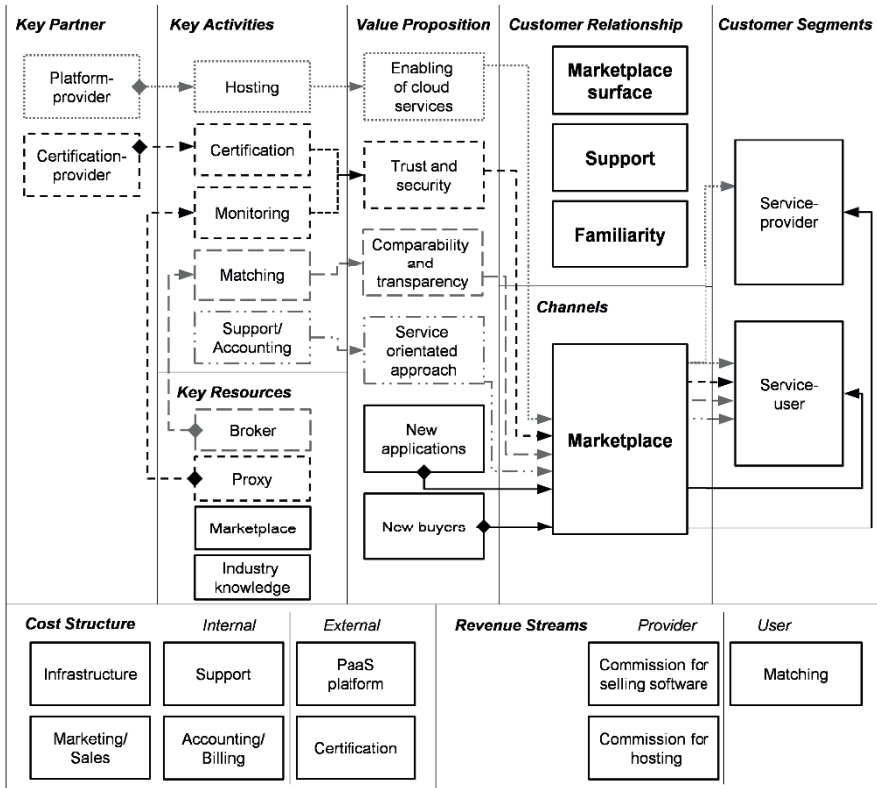 Key Partner
Platform-
provider
Certification-
provider
Key Activities
Hosting
Certification
Monitoring
Matching
Support/
Accounting
Key Resources
Broker
Proxy
Marketplace
Industry
knowledge
Value Proposition
Enabling
of cloud
services
Trust and
security
Comparability
and
transparency
Service
orientated
approach
New
applications
New buyers
Customer Relationship
Marketplace
surface
Support
Familiarity
Channels
Marketplace
Customer Segments
Service-
provider
Service-
user
Cost Structure
Internal
External
Infrastructure
Support
PaaS
platform
Marketing/
Sales
Accounting/
Billing
Certification
Revenue Streams
Provider
User
Commission for
selling software
Matching
Commission for
hosting